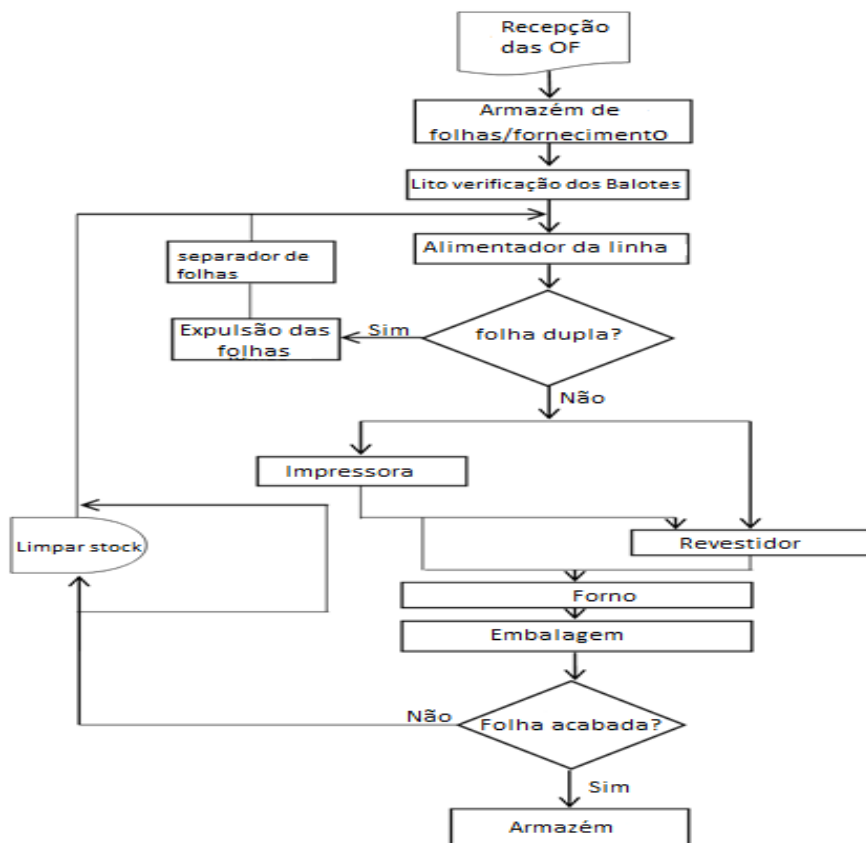 Recepção
das OF
Armazém de
folhas/fornecimentO
Lito verificação dos Balotes
Alimentador da linha
separador de
folhas
Expulsão das
folhas
Sim
folha dupla?
Não
Impressora
Revestidor
Limpar stock
Forno
Embalagem
Não
Folha acabada?
Sim
Armazém